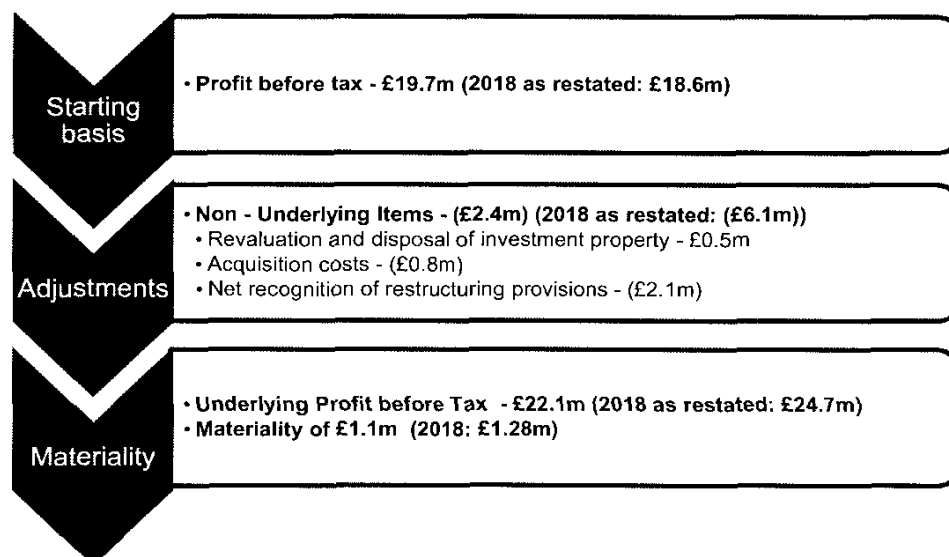 Starting
basis
• Profit before tax - £19.7m (2018 as restated: £18.6m)
Adjustments
• Non - Underlying Items - (£2.4m) (2018 as restated: (£6.1m))
• Revaluation and disposal of investment property - £0.5m
• Acquisition costs - (£0.8m)
• Net recognition of restructuring provisions - (£2.1m)
Materiality
• Underlying Profit before Tax - £22.1m (2018 as restated: £24.7m)
• Materiality of £1.1m (2018: £1.28m)